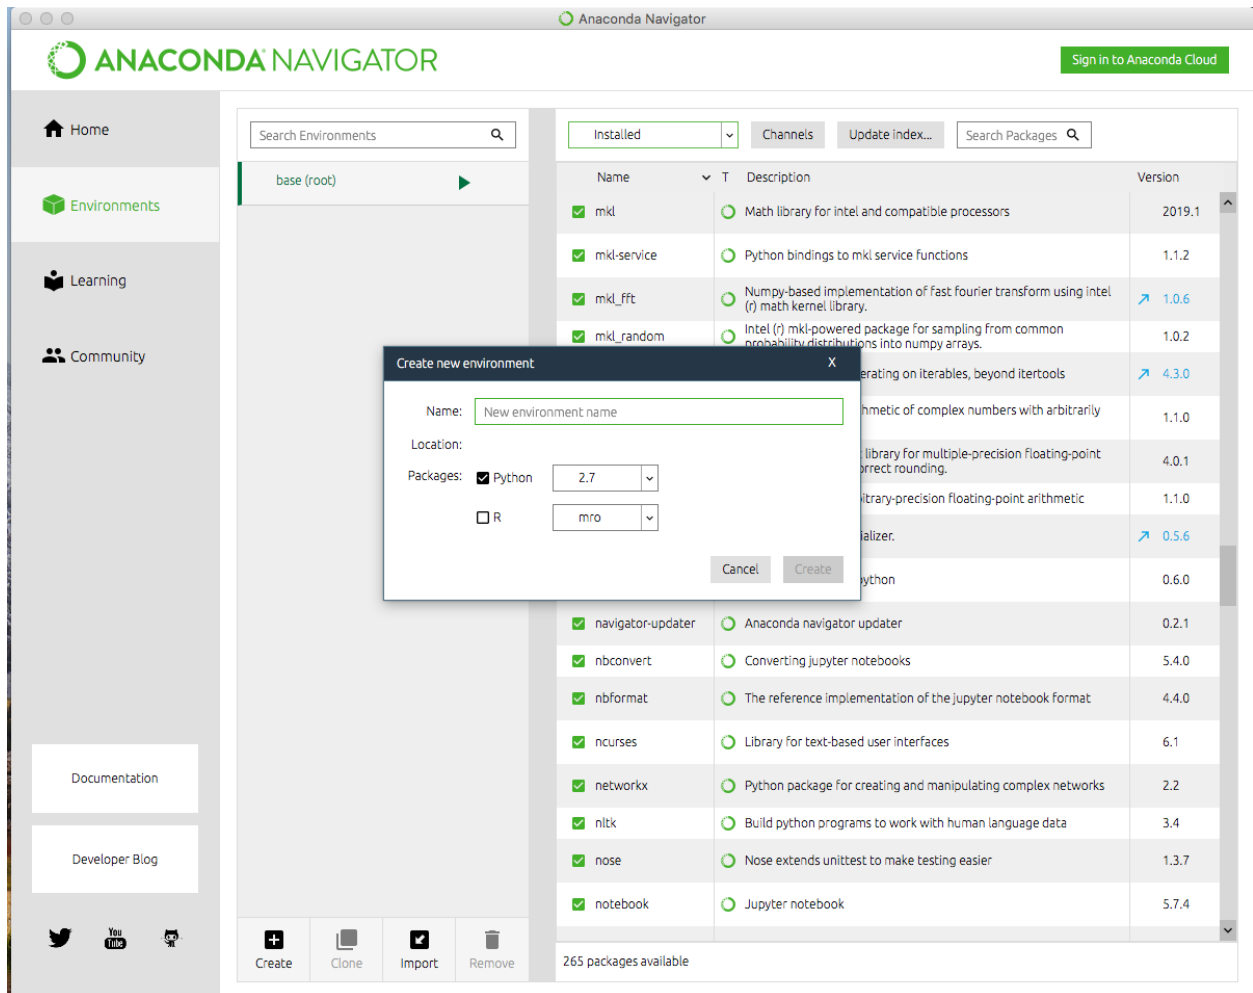 Anaconda Navigator
ANACONDA NAVIGATOR
Sign in to Anaconda Cloud
Home
Environments
Learning
Community
Documentation
Developer Blog
You
Tube
Search Environments
base (root)
Create
Clone
Import
Remove
Installed
Channels
Update index...
Search Packages
Name
T
Description
Version
mkl
Math library for intel and compatible processors
2019.1
mkl-service
Python bindings to mkl service functions
1.1.2
mkl_fft
Numpy-based implementation of fast fourier transform using intel
(r) math kernel library.
1.0.6
mkl_random
Intel (r) mkl-powered package for sampling from common
probability distributions into numpy arrays.
1.0.2
erating on iterables, beyond itertools
4.3.0
hmetic of complex numbers with arbitrarily
1.1.0
library for multiple-precision floating-point
orrect rounding.
4.0.1
itrary-precision floating-point arithmetic
1.1.0
ializer.
0.5.6
ython
0.6.0
navigator-updater
Anaconda navigator updater
0.2.1
nbconvert
Converting jupyter notebooks
5.4.0
nbformat
The reference implementation of the jupyter notebook format
4.4.0
ncurses
Library for text-based user interfaces
6.1
networkx
Python package for creating and manipulating complex networks
2.2
nltk
Build python programs to work with human language data
3.4
nose
Nose extends unittest to make testing easier
1.3.7
notebook
Jupyter notebook
5.7.4
265 packages available
Create new environment
X
Name:
New environment name
Location:
Packages:
Python
2.7
R
mro
Cancel
Create